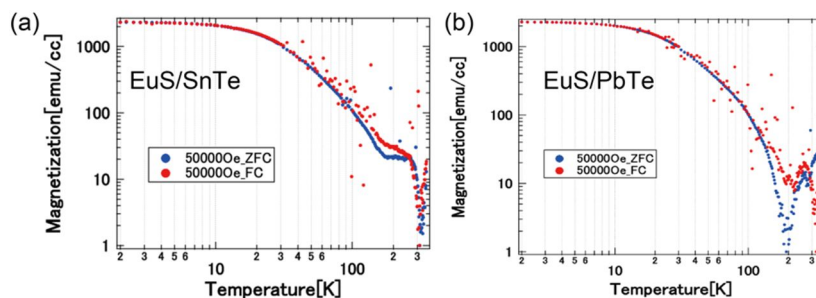 (a)
Magnetization[emu/cc]
1000
100
10
1
EuS/SnTe
50000Oe_ZFC
50000Oe_FC
2 3 4 5 6 10 2 3 4 5 6 100 2 3
Temperature[K]
(b)
Magnetization[emu/cc]
1000
100
10
1
EuS/PbTe
50000Oe_ZFC
50000Oe_FC
2 3 4 5 6 10 2 3 4 5 6 100 2 3
Temperature[K]